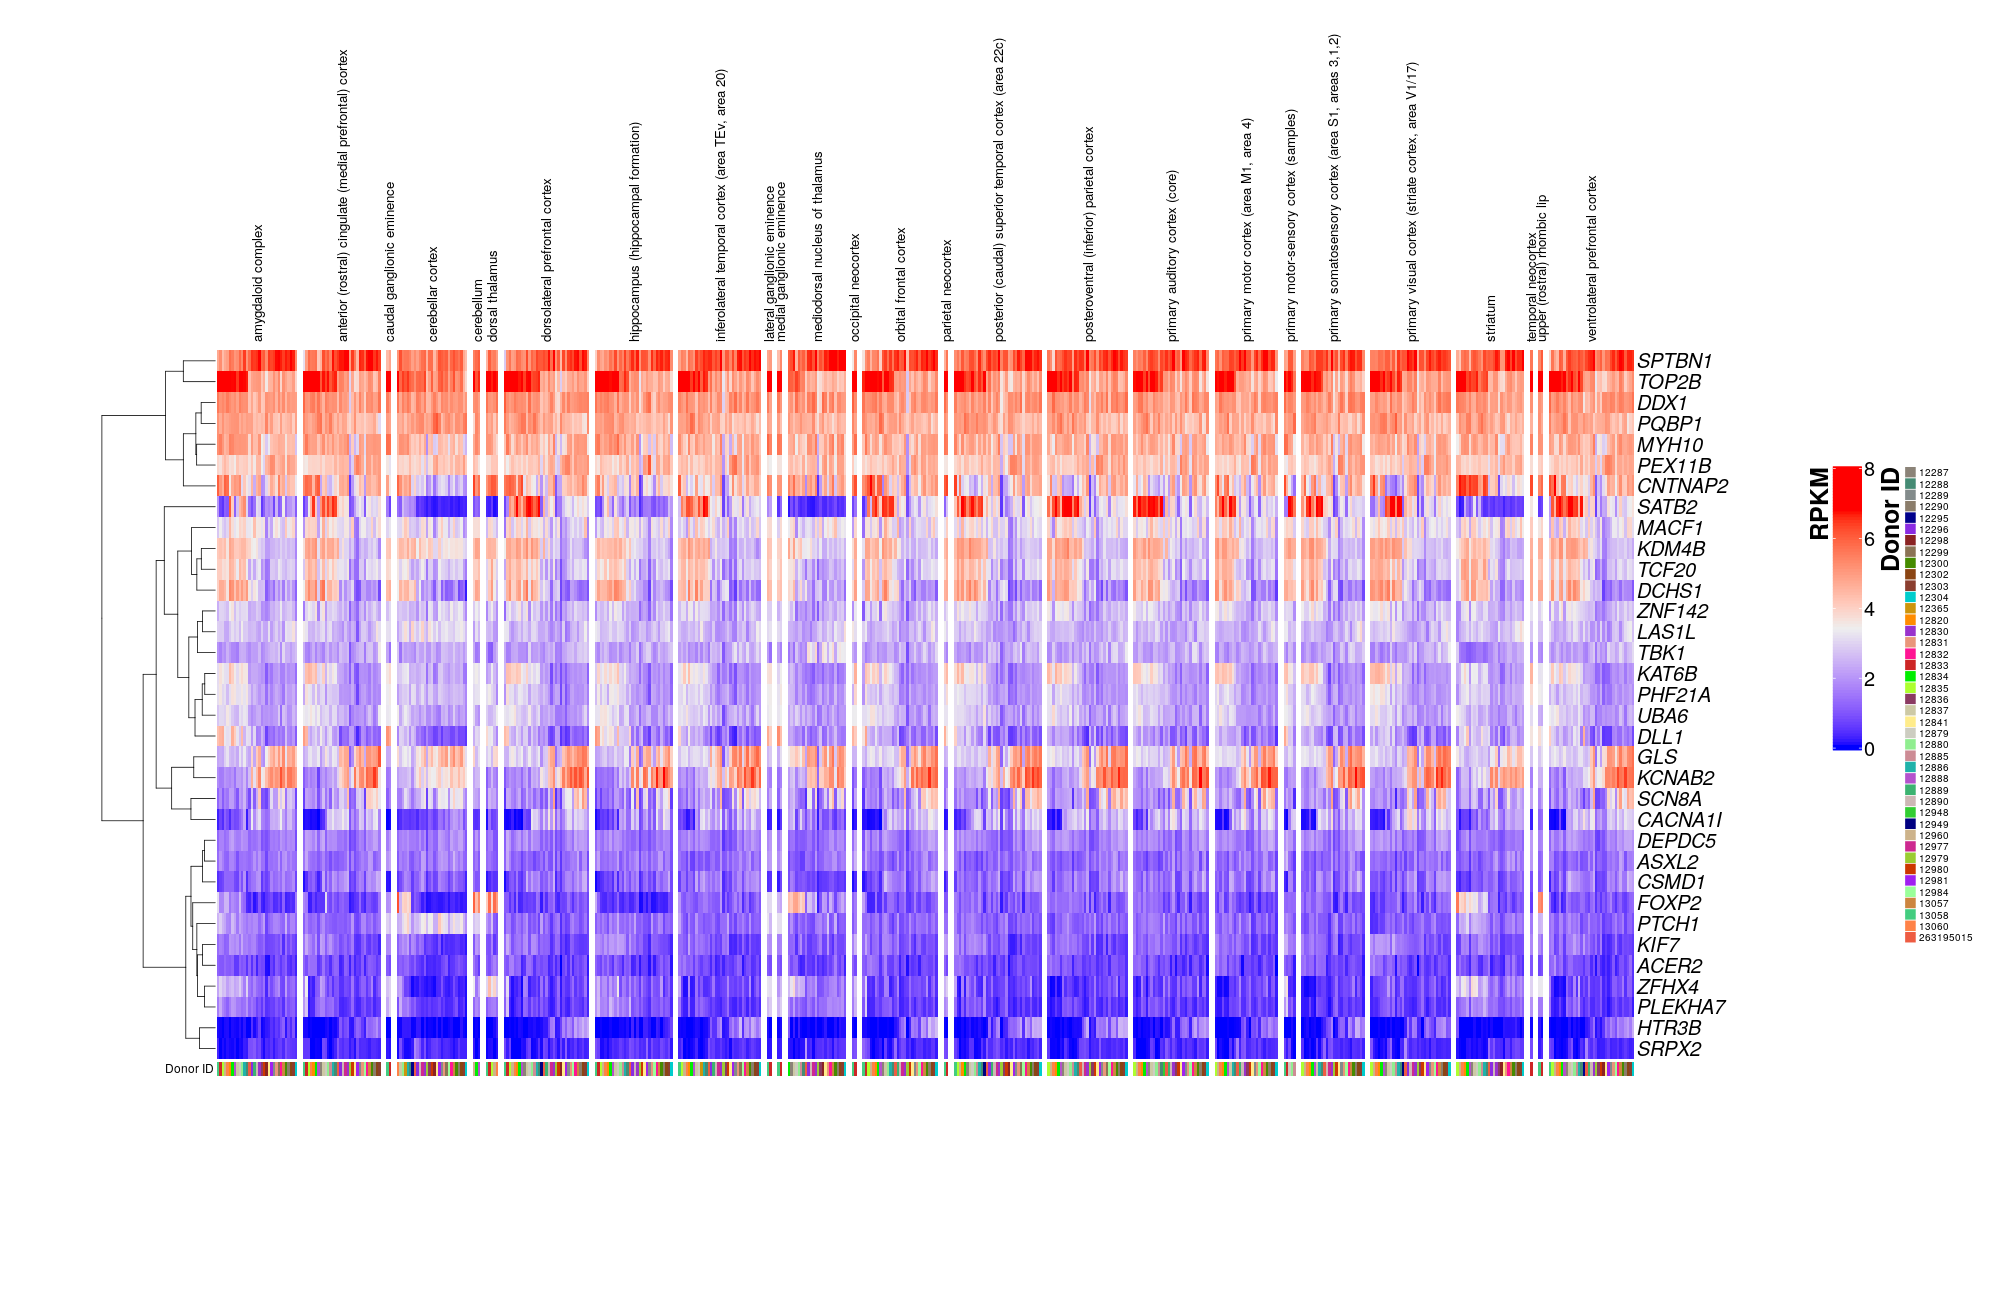 amygdaloid complex
anterior (rostral) cingulate (medial prefrontal) cortex
caudal ganglionic eminence
cerebellar cortex
cerebellum
dorsal thalamus
dorsolateral prefrontal cortex
hippocampus (hippocampal formation)
inferolateral temporal cortex (area TEv, area 20)
lateral ganglionic eminence
medial ganglionic eminence
mediodorsal nucleus of thalamus
occipital neocortex
orbital frontal cortex
parietal neocortex
posterior (caudal) superior temporal cortex (area 22c)
posteroventral (inferior) parietal cortex
primary auditory cortex (core)
primary motor cortex (area M1, area 4)
primary motor-sensory cortex (samples)
primary somatosensory cortex (area S1, areas 3,1,2)
primary visual cortex (striate cortex, area V1/17)
striatum
temporal neocortex
upper (rostral) rhombic lip
ventrolateral prefrontal cortex
SPTBN1
TOP2B
DDX1
PQBP1
MYH10
PEX11B
CNTNAP2
SATB2
MACF1
KDM4B
TCF20
DCHS1
ZNF142
LAS1L
TBK1
KAT6B
PHF21A
UBA6
DLL1
GLS
KCNAB2
SCN8A
CACNA1I
DEPDC5
ASXL2
CSMD1
FOXP2
PTCH1
KIF7
ACER2
ZFHX4
PLEKHA7
HTR3B
SRPX2
Donor ID
RPKM
8
6
4
2
0
Donor ID
12287
12288
12289
12290
12295
12296
12298
12299
12300
12302
12303
12304
12365
12820
12830
12831
12832
12833
12834
12835
12836
12837
12841
12879
12880
12885
12886
12888
12889
12890
12948
12949
12960
12977
12979
12980
12981
12984
13057
13058
13060
263195015